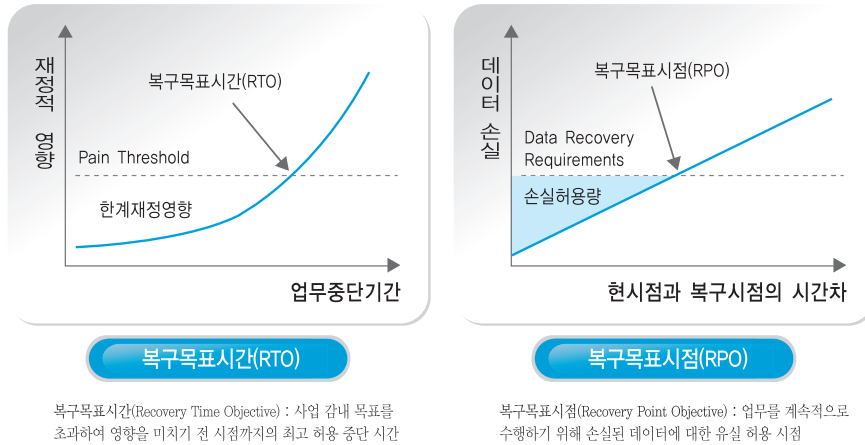 재정적 영향
복구목표시간(RTO)
Pain Threshold
한계재정영향
업무중단기간
데이터 손실
복구목표시점(RPO)
Data Recovery
Requirements
손실허용량
현시점과 복구시점의 시간차
복구목표시간(RTO)
복구목표시점(RPO)
복구목표시간(Recovery Time Objective) : 사업 감내 목표를
초과하여 영향을 미치기 전 시점까지의 최고 허용 중단 시간
복구목표시점(Recovery Point Objective) : 업무를 계속적으로
수행하기 위해 손실된 데이터에 대한 유실 허용 시점